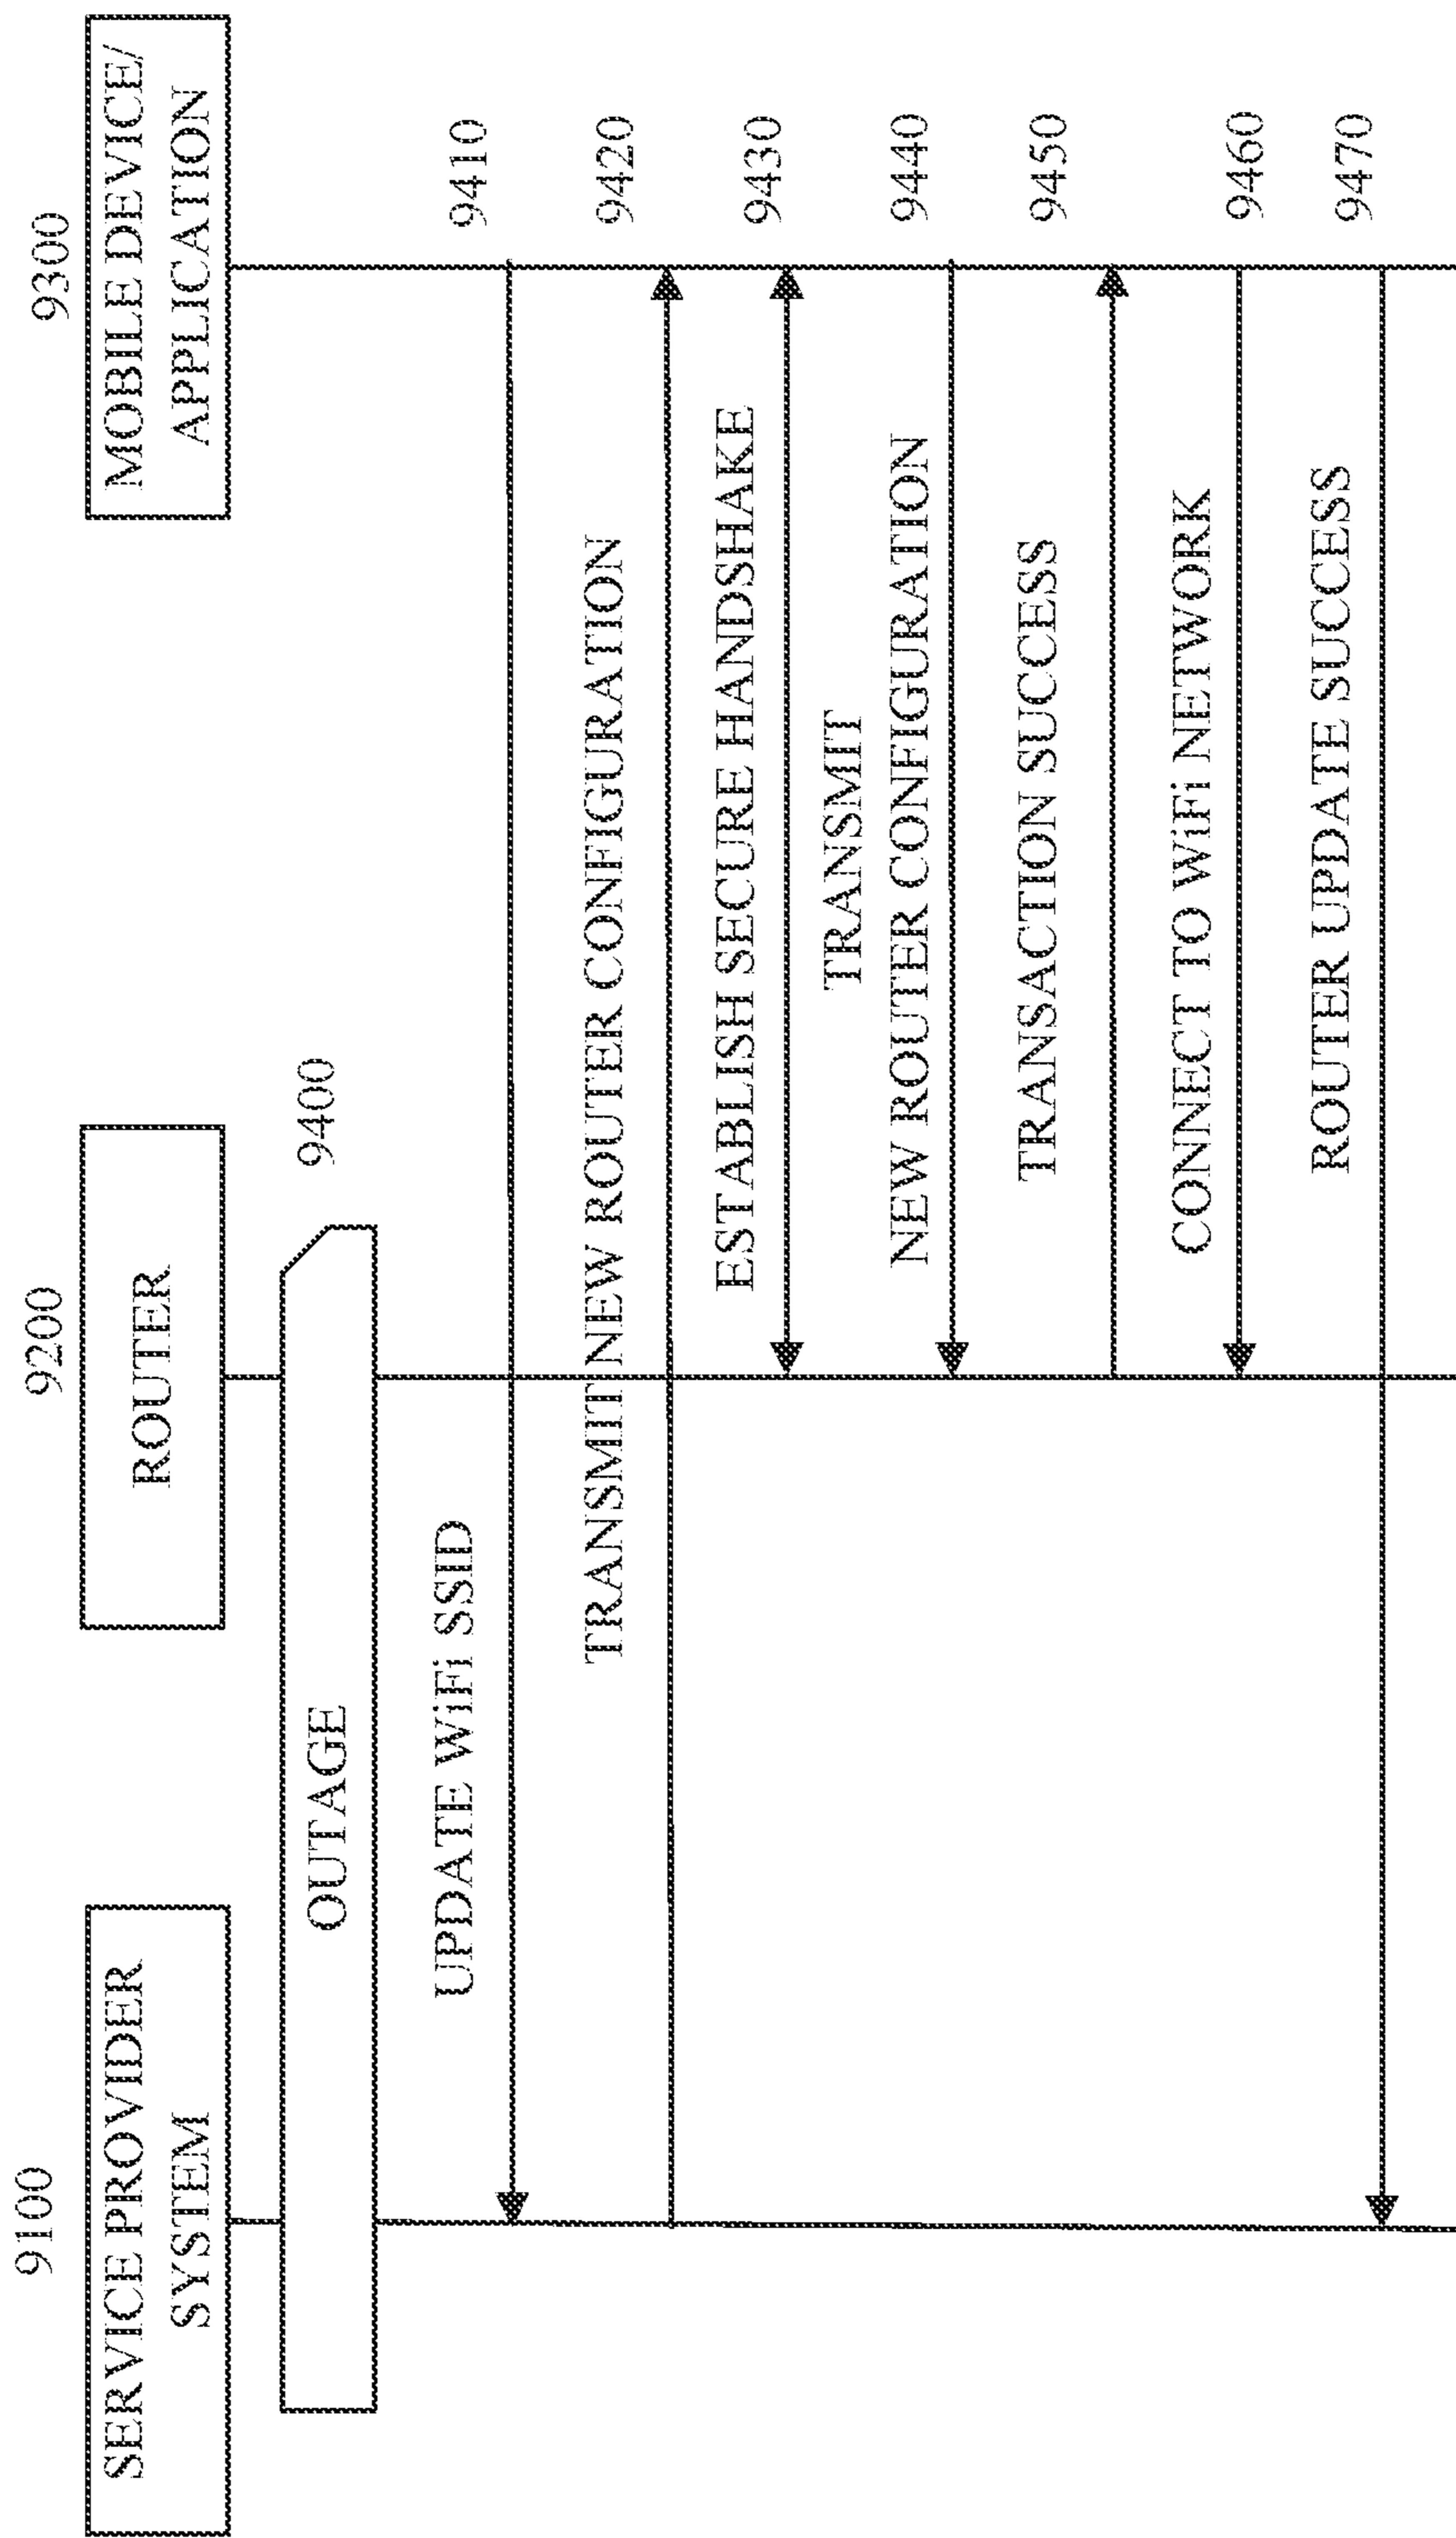 9100
9200
9300
SERVICE PROVIDER
SYSTEM
ROUTER
MOBILE DEVICE/
APPLICATION
OUTAGE
9400
UPDATE WiFi SSID
9410
TRANSMIT NEW ROUTER CONFIGURATION
9420
ESTABLISH SECURE HANDSHAKE
9430
TRANSMIT
NEW ROUTER CONFIGURATION
9440
TRANSACTION SUCCESS
9450
CONNECT TO WiFi NETWORK
9460
ROUTER UPDATE SUCCESS
9470